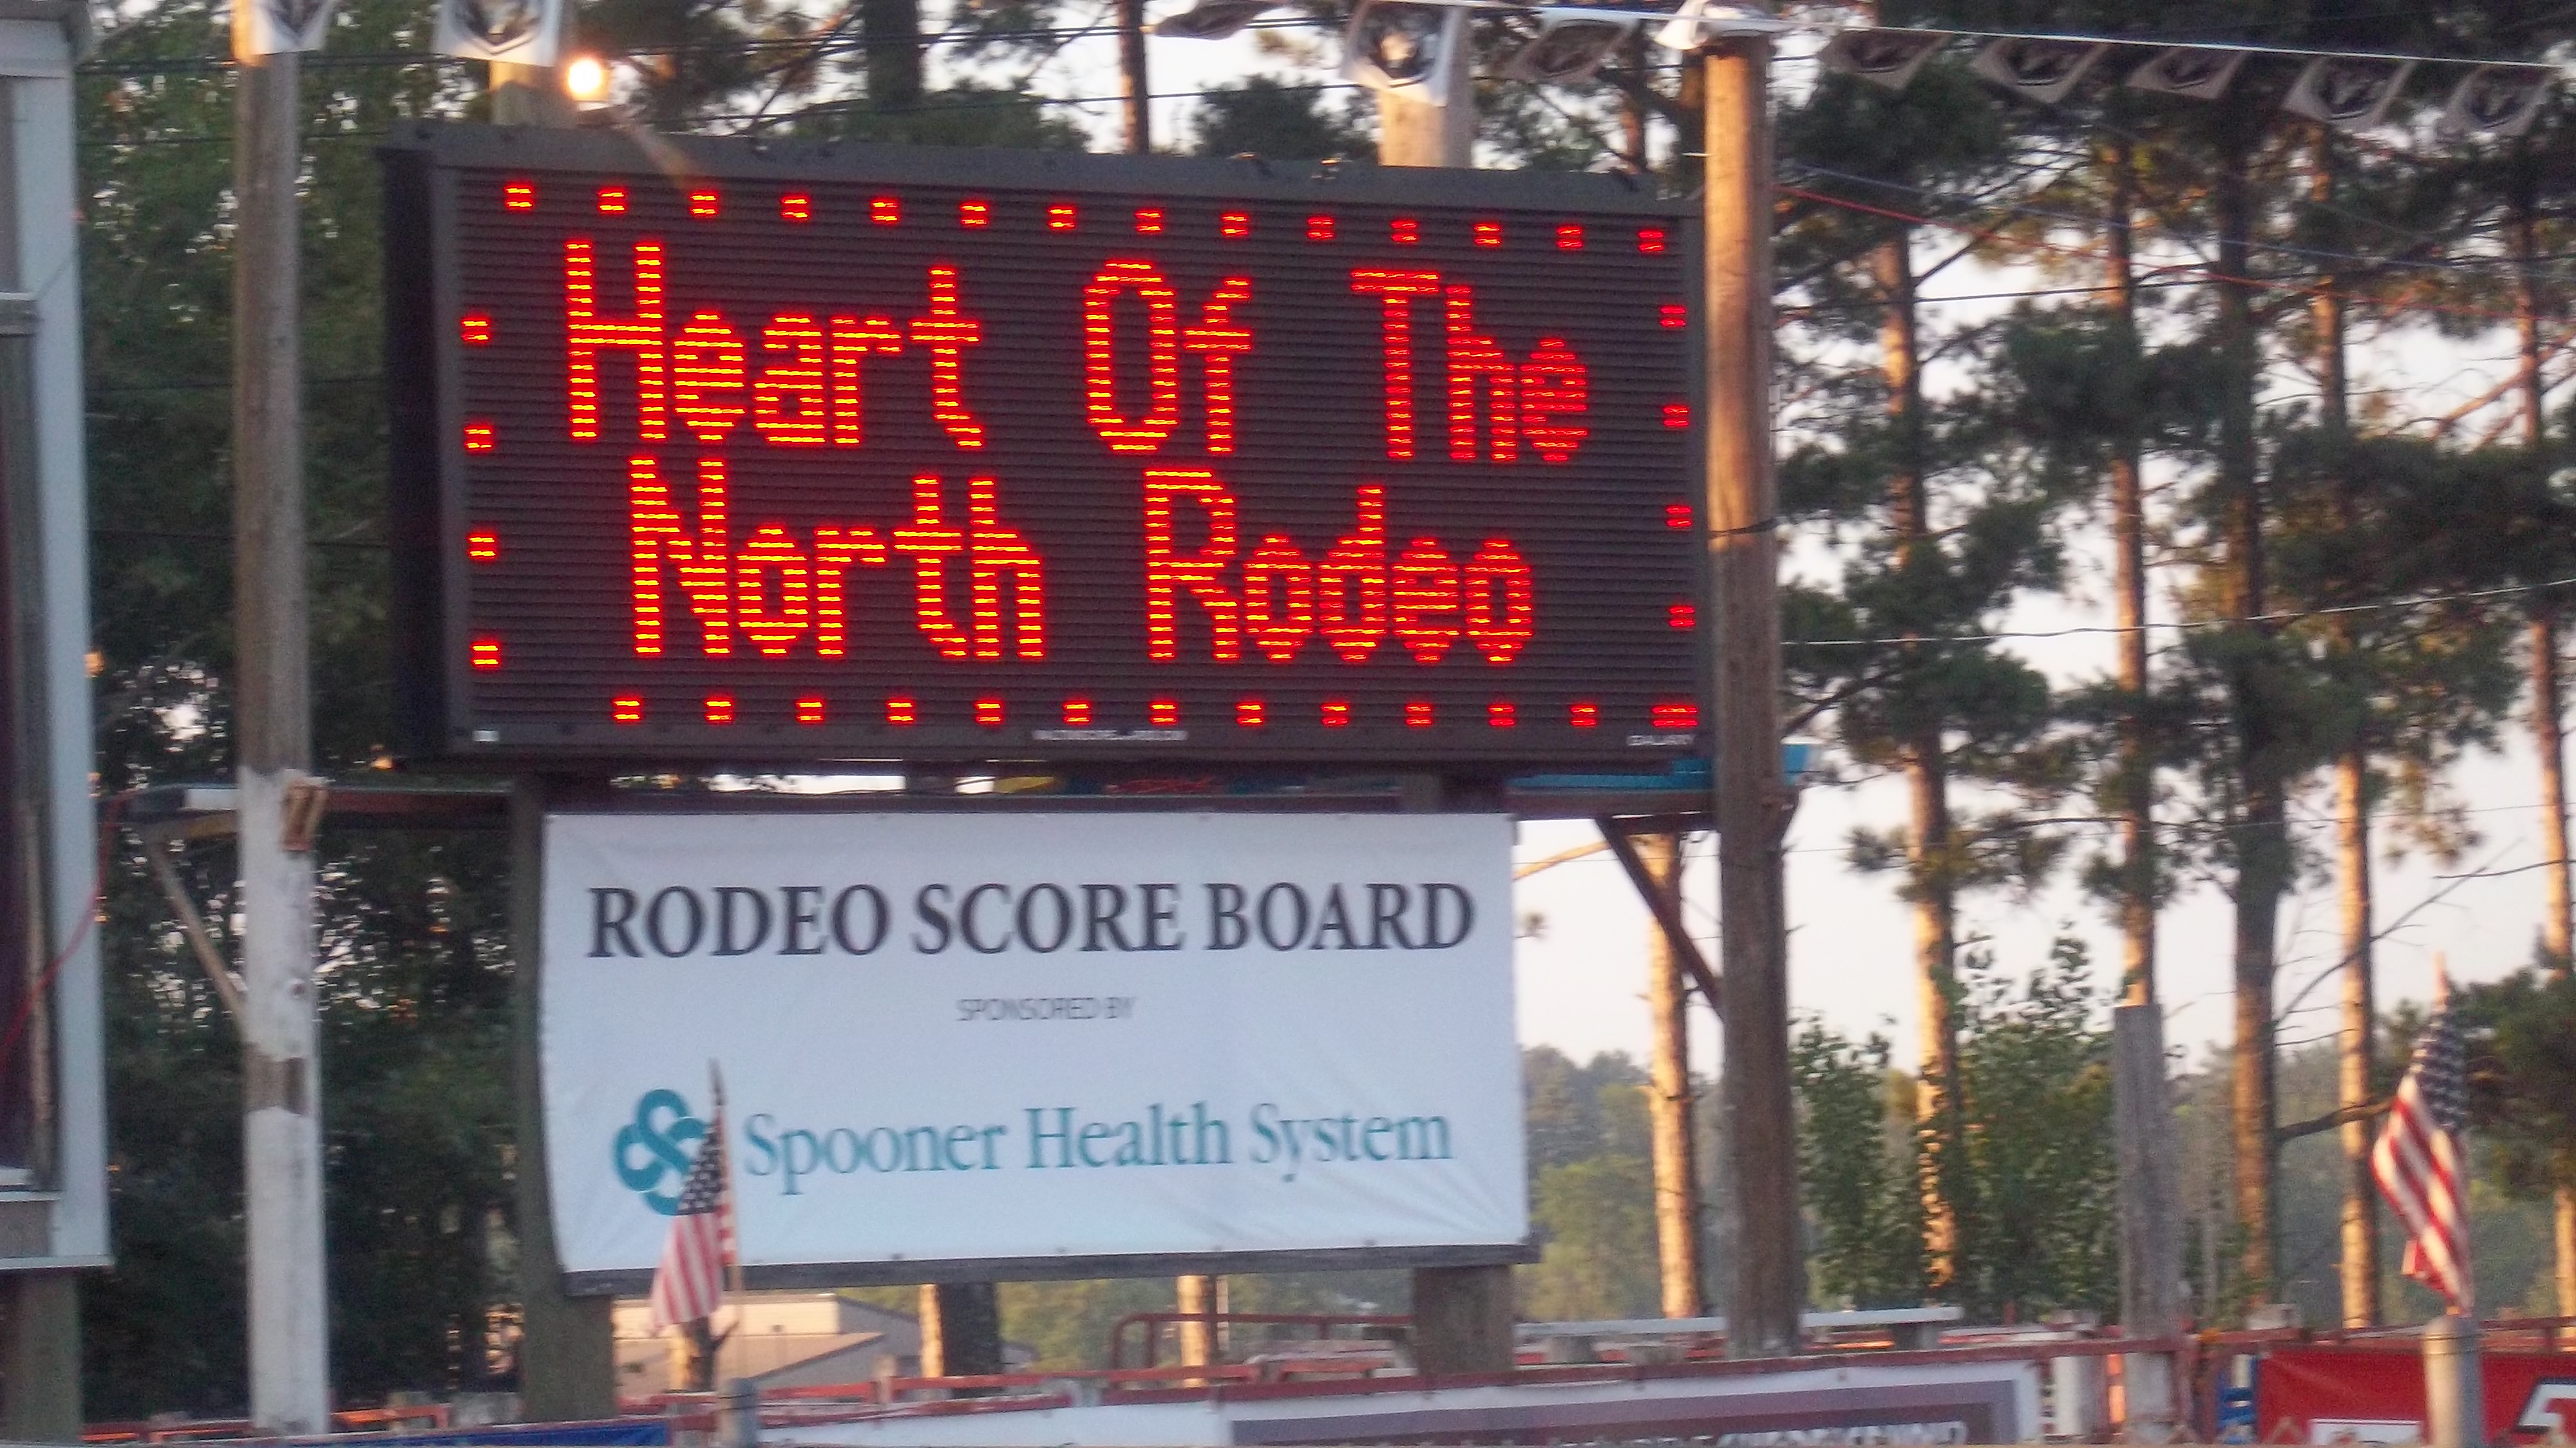 Heart Of The
North Rodeo
RODEO SCORE BOARD
SPONSORED BY
Spooner Health System